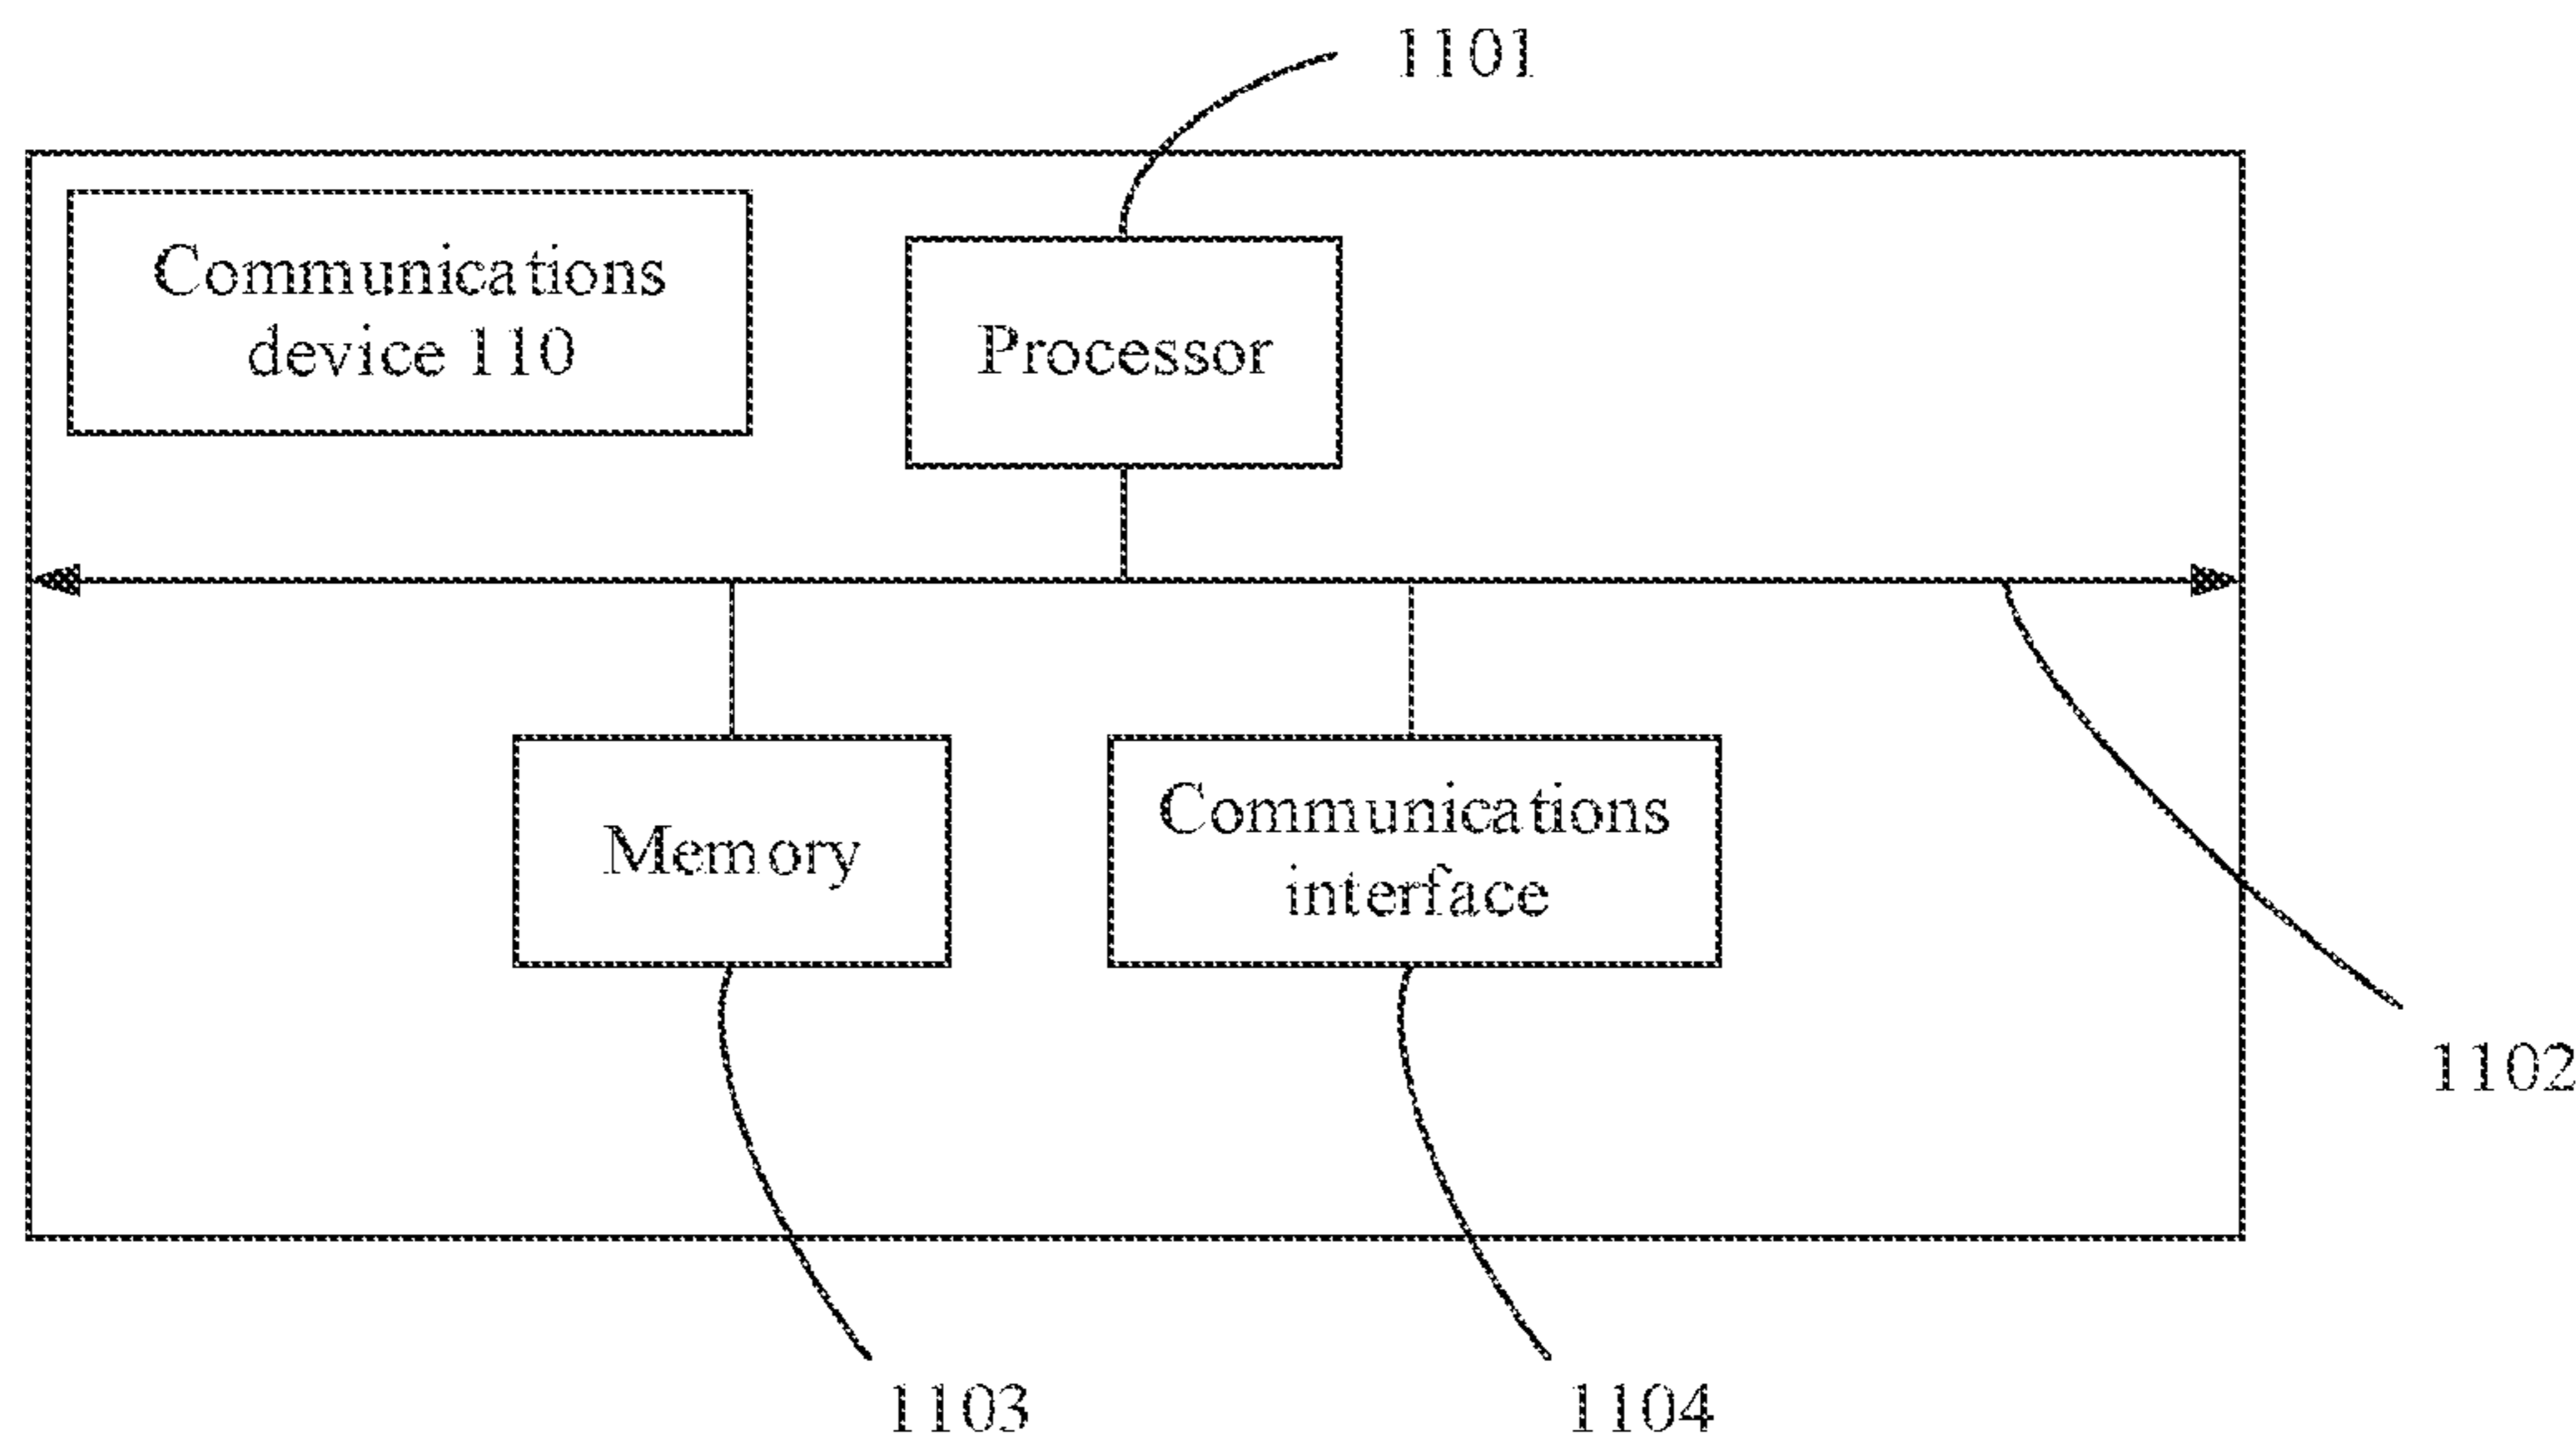 1101
Communications
device 110
Processor
Memory
Communications
interface
1102
1103
1104